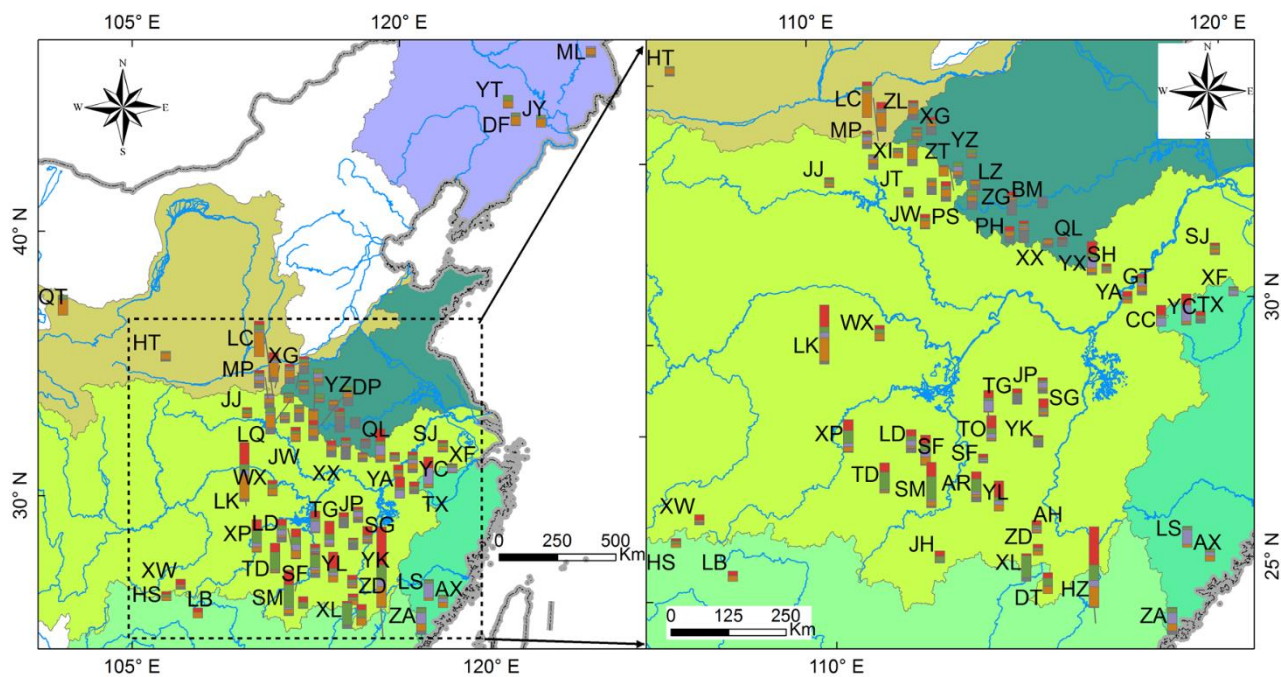 105° E
120° E
110° E
120° E
N
W
E
S
ML
YT
JY
DF
40° N
QT
HT
LC
XG
MP
YZ
DP
JJ
LQ
JW
QL
SJ
XX
XF
YC
WX
YA
LK
TX
30° N
JP
TG
LD
XP
SG
TD
SF
YL
YK
XW
ZD
HS
SM
LS
AX
LB
XL
ZA
0 250 500
Km
105° E
120° E
N
W
E
S
HT
LC
ZL
XG
MP
XI
ZT
YZ
JJ
JT
LZ
ZG
BM
JW
PS
PH
QL
XX
YX
SH
SJ
30° N
GT
XF
YA
YC
TX
CC
WX
LK
JP
TG
SG
XP
LD
SF
TO
YK
SF
TD
SM
AR
YL
XW
AH
ZD
LS
AX
JH
XL
HS
LB
DT
HZ
25° N
ZA
0 125 250
Km
110° E
120° E